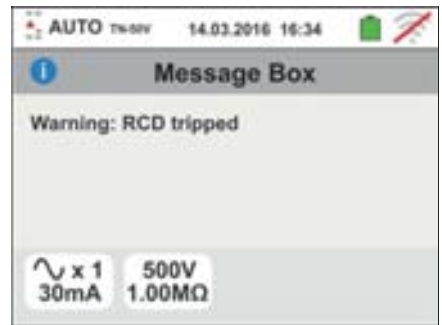 AUTO TN-50V 14.03.2016 16:34
Message Box
Warning: RCD tripped
x 1 500V
30mA 1.00MΩ